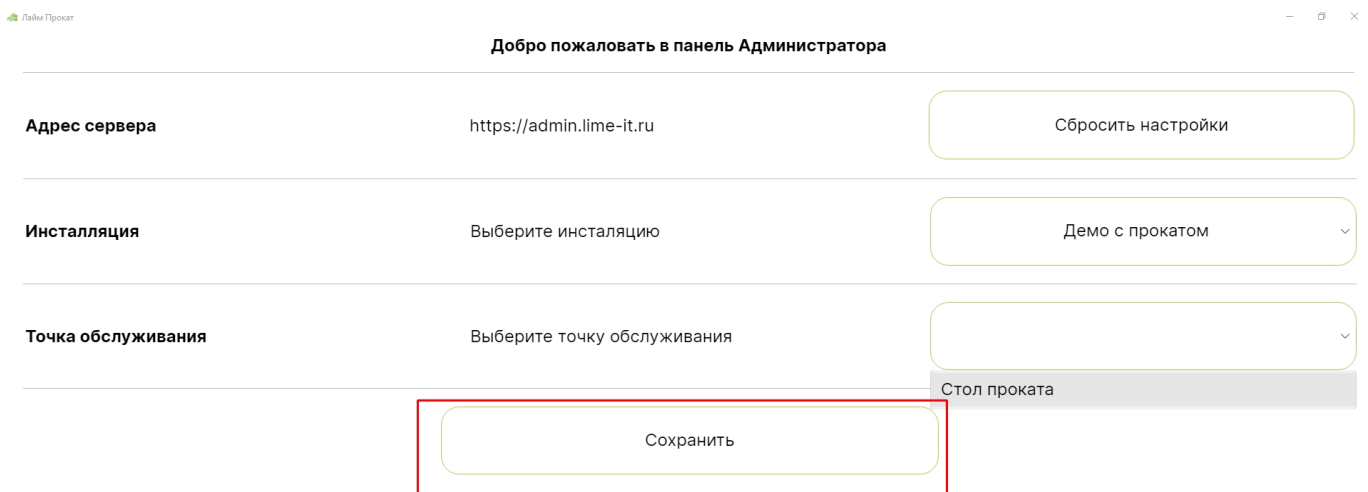 Лайм Прокат
Добро пожаловать в панель Администратора
Адрес сервера
https://admin.lime-it.ru
Сбросить настройки
Инсталляция
Выберите инсталяцию
Демо с прокатом
Точка обслуживания
Выберите точку обслуживания
Стол проката
Сохранить